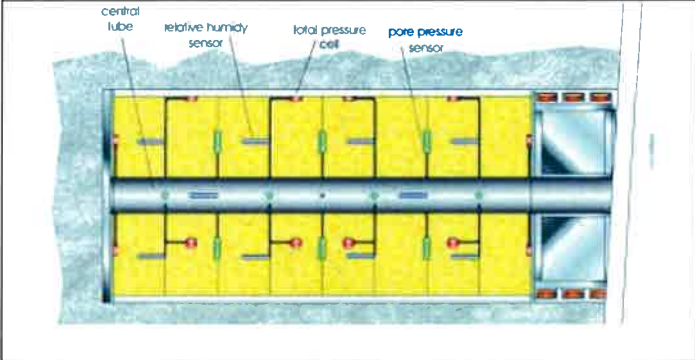 central
tube
relative humidy
sensor
total pressure
cell
pore pressure
sensor